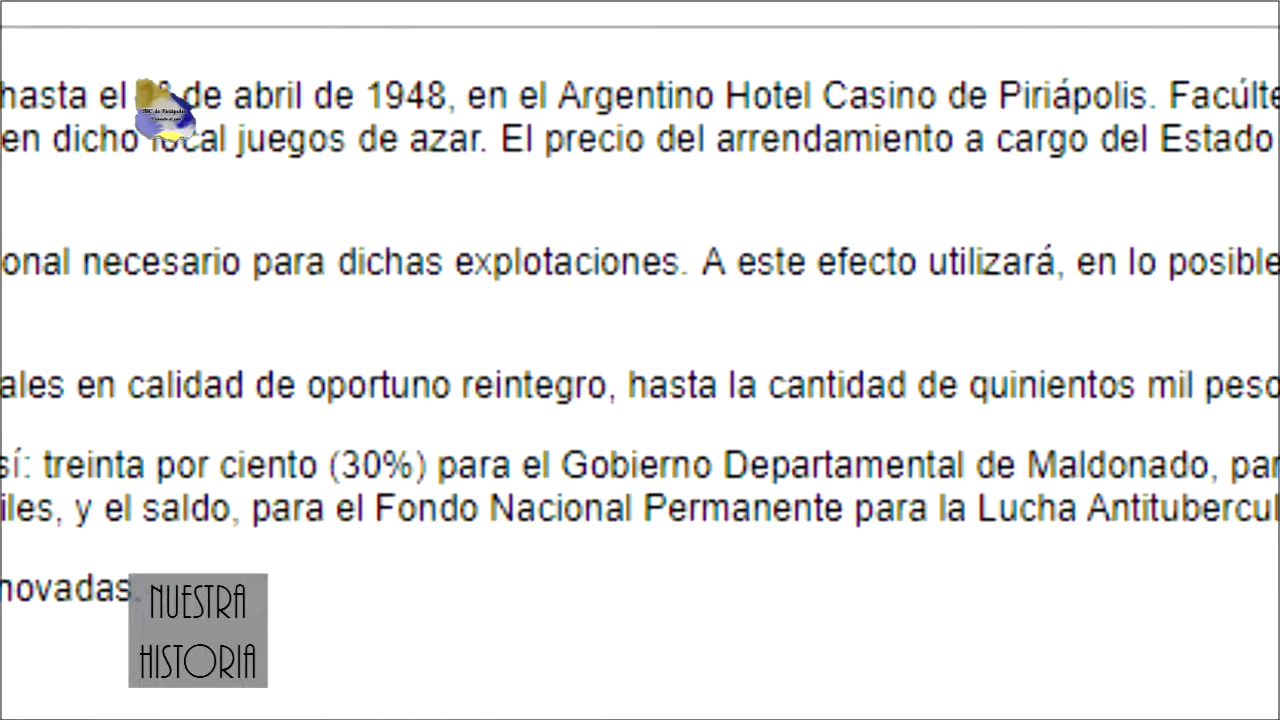 hasta el de abril de 1948, en el Argentino Hotel Casino de Piriápolis. Facúlte
en dicho local juegos de azar. El precio del arrendamiento a cargo del Estado
onal necesario para dichas explotaciones. A este efecto utilizará, en lo posible
ales en calidad de oportuno reintegro, hasta la cantidad de quinientos mil peso
sí: treinta por ciento (30%) para el Gobierno Departamental de Maldonado, par
iles, y el saldo, para el Fondo Nacional Permanente para la Lucha Antitubercul
novadas.
NUESTRA
HISTORIA